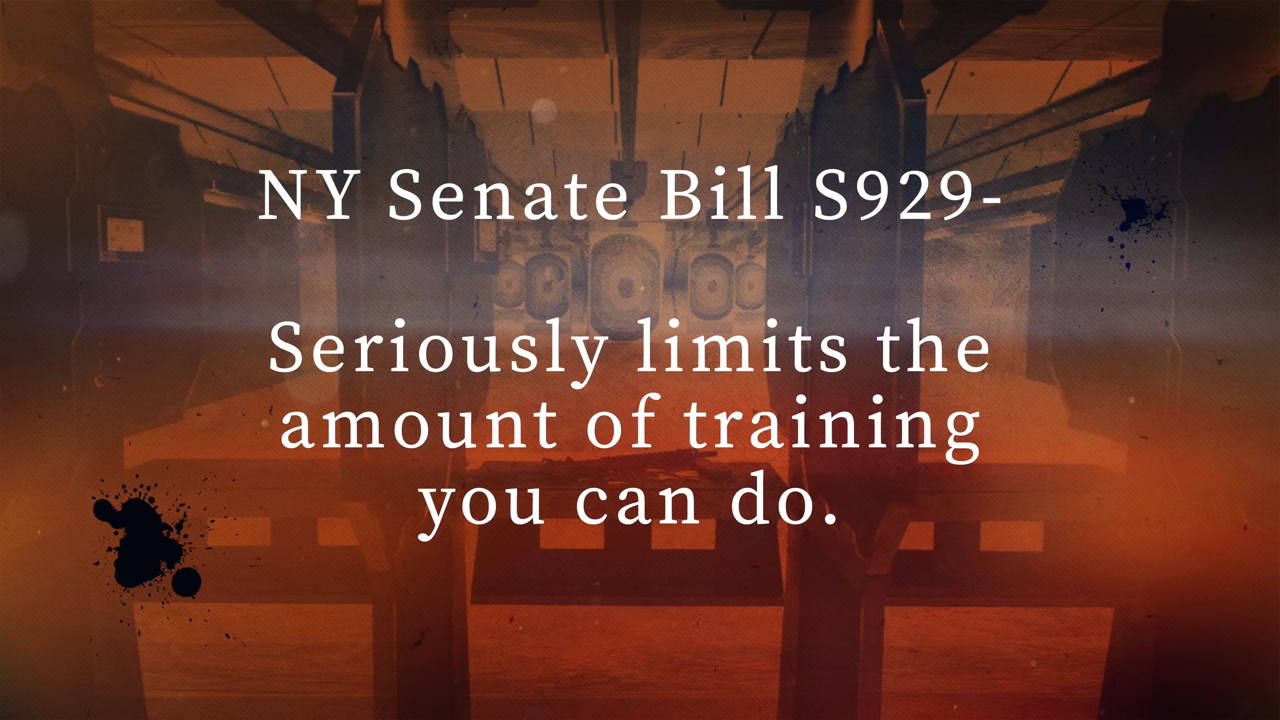 NY Senate Bill S929-
Seriously limits the
amount of training
you can do.